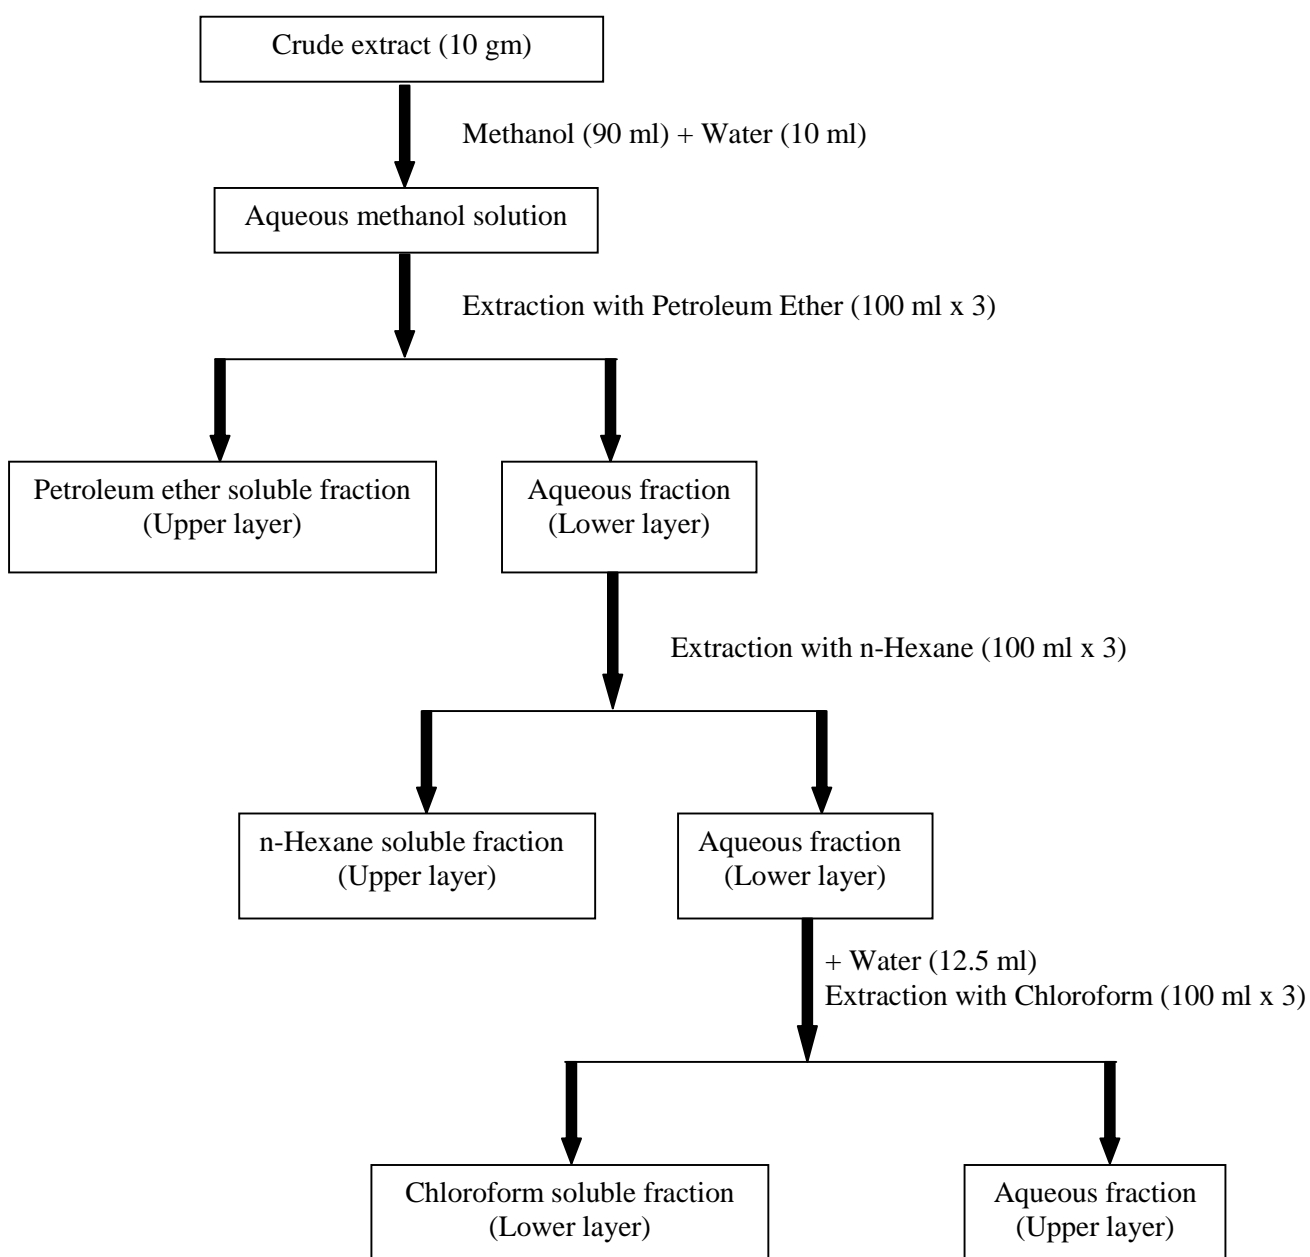 Crude extract (10 gm)
Methanol (90 ml) + Water (10 ml)
Aqueous methanol solution
Extraction with Petroleum Ether (100 ml x 3)
Petroleum ether soluble fraction
(Upper layer)
Aqueous fraction
(Lower layer)
Extraction with n-Hexane (100 ml x 3)
n-Hexane soluble fraction
(Upper layer)
Aqueous fraction
(Lower layer)
+ Water (12.5 ml)
Extraction with Chloroform (100 ml x 3)
Chloroform soluble fraction
(Lower layer)
Aqueous fraction
(Upper layer)